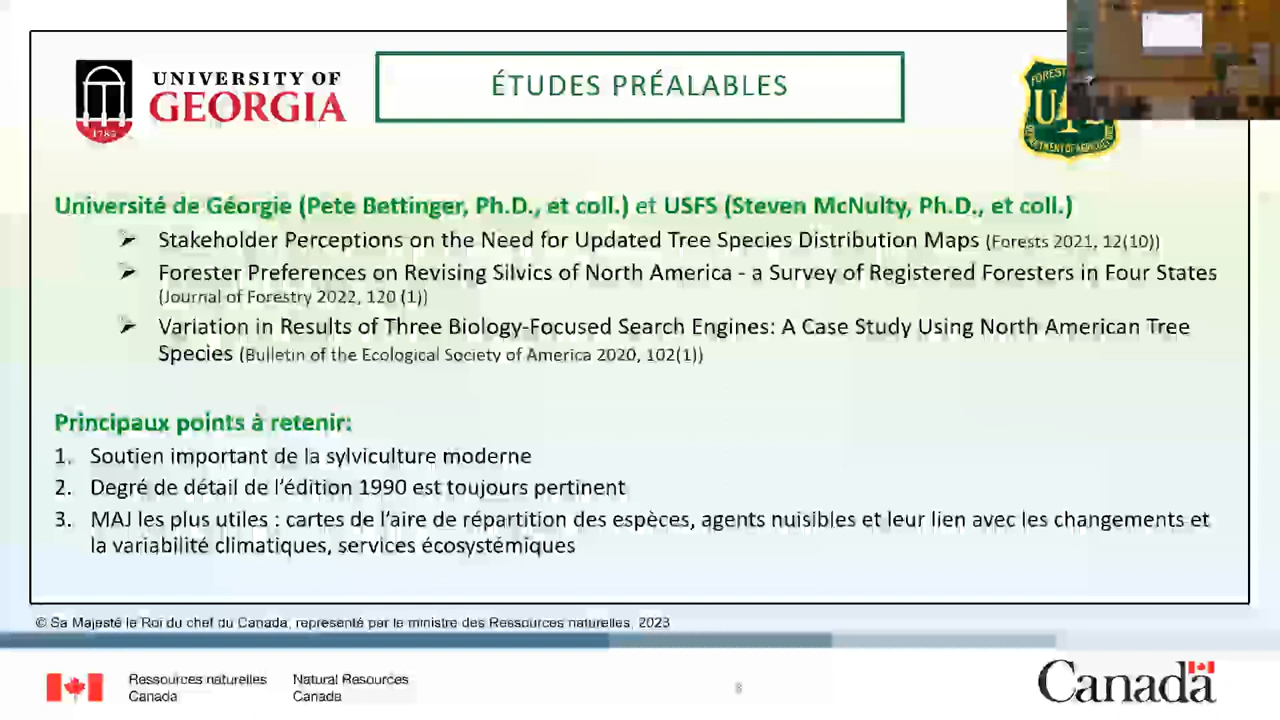 UNIVERSITY OF
GEORGIA
1785
ÉTUDES PRÉALABLES
FOREST
DEPARTMENT OF AGRICULTURE
Université de Géorgie (Pete Bettinger, Ph.D., et coll.) et USFS (Steven McNulty, Ph.D., et coll.)
➢ Stakeholder Perceptions on the Need for Updated Tree Species Distribution Maps (Forests 2021, 12(10))
➢ Forester Preferences on Revising Silvics of North America - a Survey of Registered Foresters in Four States
(Journal of Forestry 2022, 120 (1))
➢ Variation in Results of Three Biology-Focused Search Engines: A Case Study Using North American Tree
Species (Bulletin of the Ecological Society of America 2020, 102(1))
Principaux points à retenir:
1. Soutien important de la sylviculture moderne
2. Degré de détail de l'édition 1990 est toujours pertinent
3. MAJ les plus utiles : cartes de l'aire de répartition des espèces, agents nuisibles et leur lien avec les changements et
la variabilité climatiques, services écosystémiques
© Sa Majesté le Roi du chef du Canada, représenté par le ministre des Ressources naturelles, 2023
Ressources naturelles
Canada
Natural Resources
Canada
8
Canada